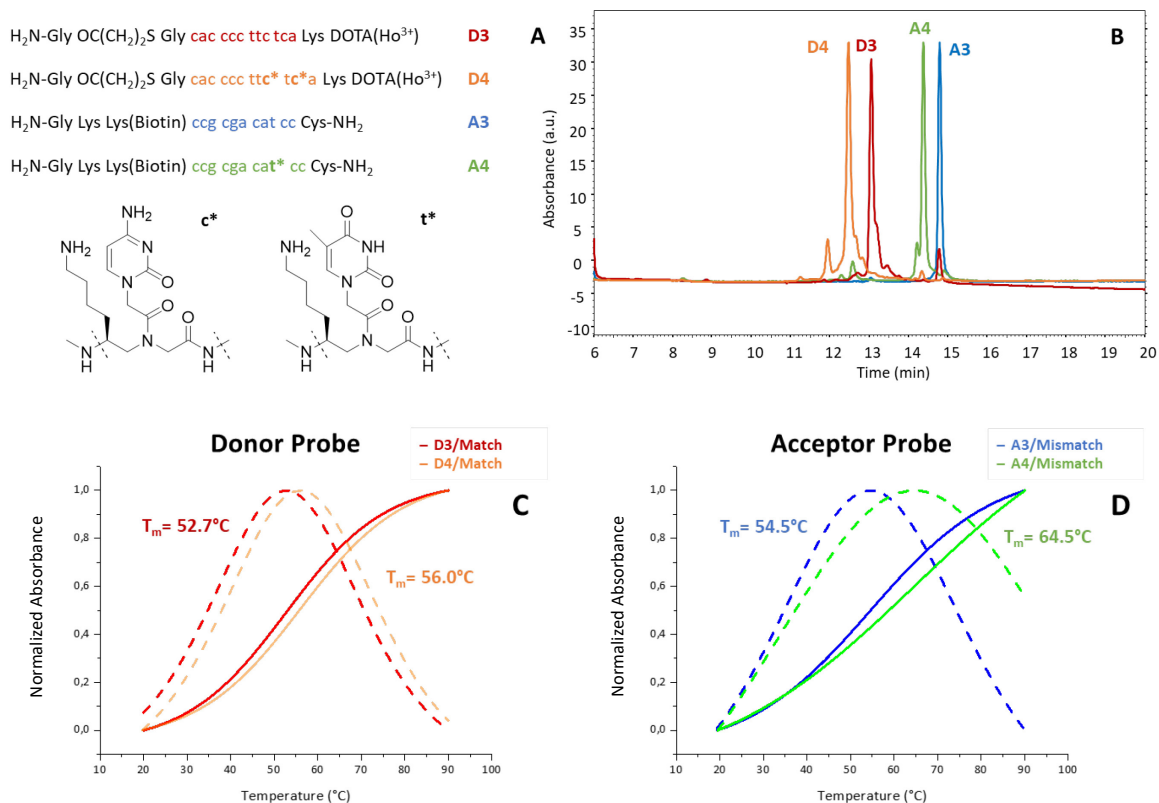 H₂N-Gly OC(CH₂)₂S Gly cac ccc ttc tca Lys DOTA(Ho³⁺) D3
H₂N-Gly OC(CH₂)₂S Gly cac ccc ttc* tc*a Lys DOTA(Ho³⁺) D4
H₂N-Gly Lys Lys(Biotin) ccg cga cat cc Cys-NH₂ A3
H₂N-Gly Lys Lys(Biotin) ccg cga cat* cc Cys-NH₂ A4
A
NH₂ c*
NH₂
N
N O
O
O
N
N
H
N
H
O t*
NH₂
NH
N O
O
O
N
N
H
N
H
B
D4 D3 A4 A3
Absorbance (a.u.)
35
30
25
20
15
10
5
0
-5
-10
6 7 8 9 10 11 12 13 14 15 16 17 18 19 20
Time (min)
Donor Probe
– D3/Match
– D4/Match
C
Tm= 52.7°C
Tm= 56.0°C
Normalized Absorbance
1,0
0,8
0,6
0,4
0,2
0,0
10 20 30 40 50 60 70 80 90 100
Temperature (°C)
Acceptor Probe
– A3/Mismatch
– A4/Mismatch
D
Tm= 54.5°C
Tm= 64.5°C
Normalized Absorbance
1,0
0,8
0,6
0,4
0,2
0,0
10 20 30 40 50 60 70 80 90 100
Temperature (°C)